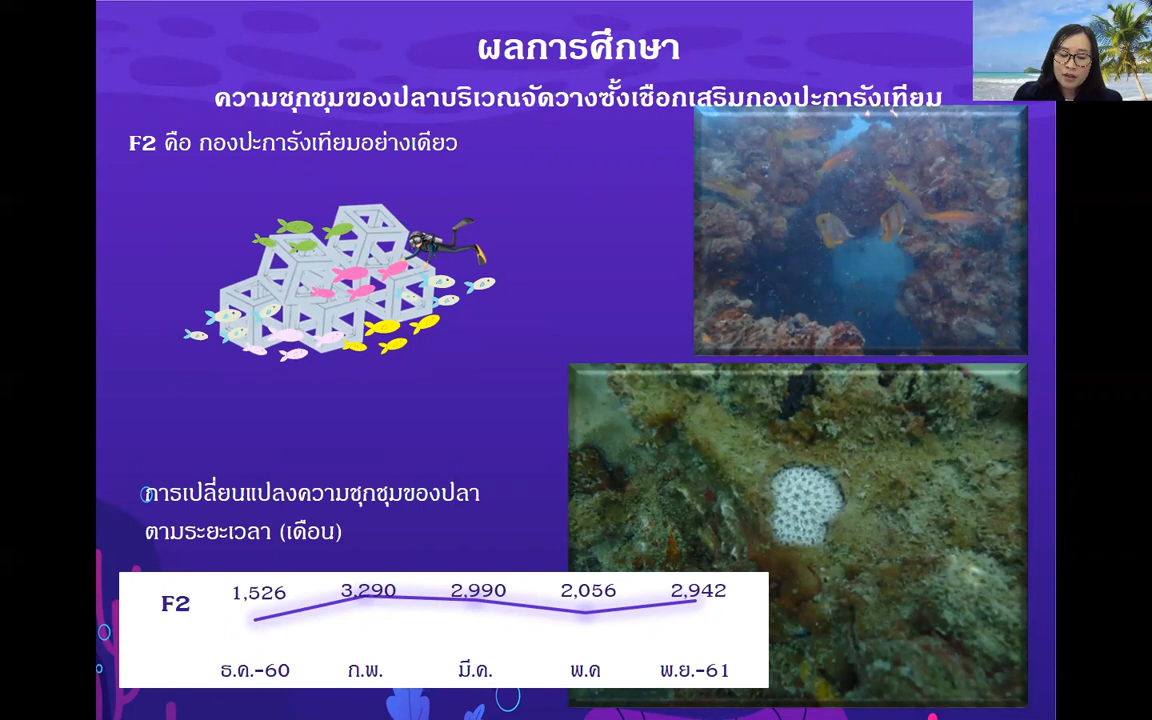 ผลการศึกษา
ความชุกชุมของปลาบริเวณจัดวางซั้งเชือกเสริมกองปะการังเทียม
F2 คือ กองปะการังเทียมอย่างเดียว
การเปลี่ยนแปลงความชุกชุมของปลา
ตามระยะเวลา (เดือน)
F2 1,526 3,290 2,990 2,056 2,942
ธ.ค.-60 ก.พ. มี.ค. พ.ค พ.ย.-61